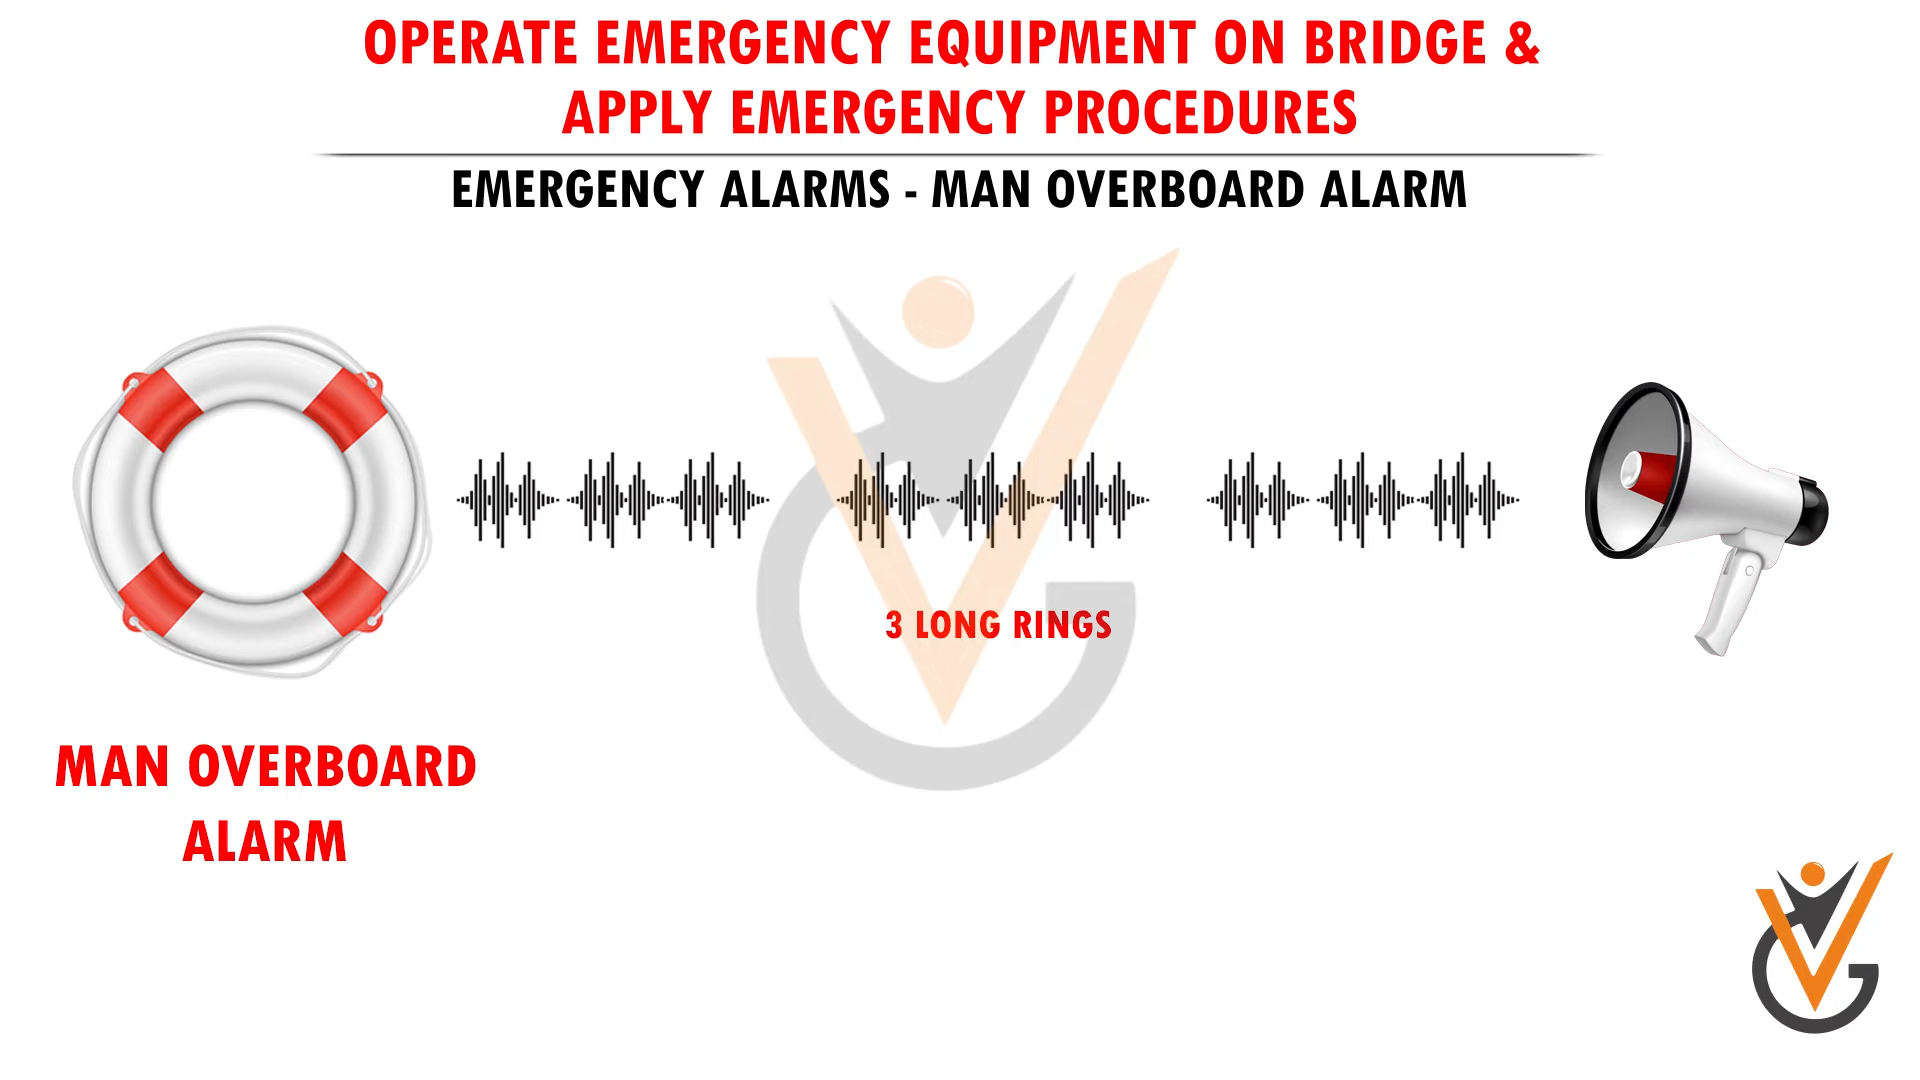 OPERATE EMERGENCY EQUIPMENT ON BRIDGE &
APPLY EMERGENCY PROCEDURES
EMERGENCY ALARMS - MAN OVERBOARD ALARM
3 LONG RINGS
MAN OVERBOARD
ALARM